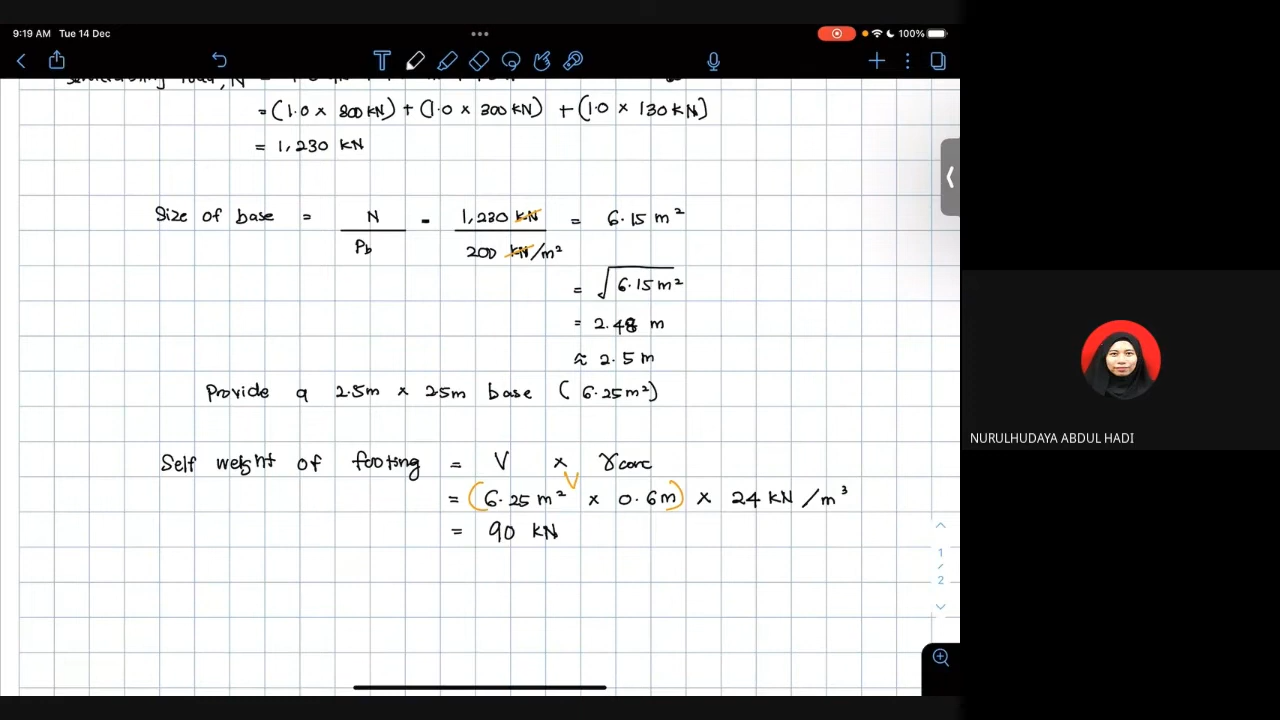 9:19 AM Tue 14 Dec
100%
N
= (1.0 × 800 KN) + (1.0 × 300 KN) + (1.0 × 130 KN)
= 1,230 KN
Size of base = N / Pb = 1,230 KN / 200 KN/m² = 6.15 m²
= √6.15 m²
= 2.48 m
≈ 2.5 m
Provide a 2.5m × 2.5m base (6.25m²)
Self weight of footing = V × γconc
V
= (6.25 m² × 0.6m) × 24 KN /m³
= 90 KN
1
/
2
NURULHUDAYA ABDUL HADI